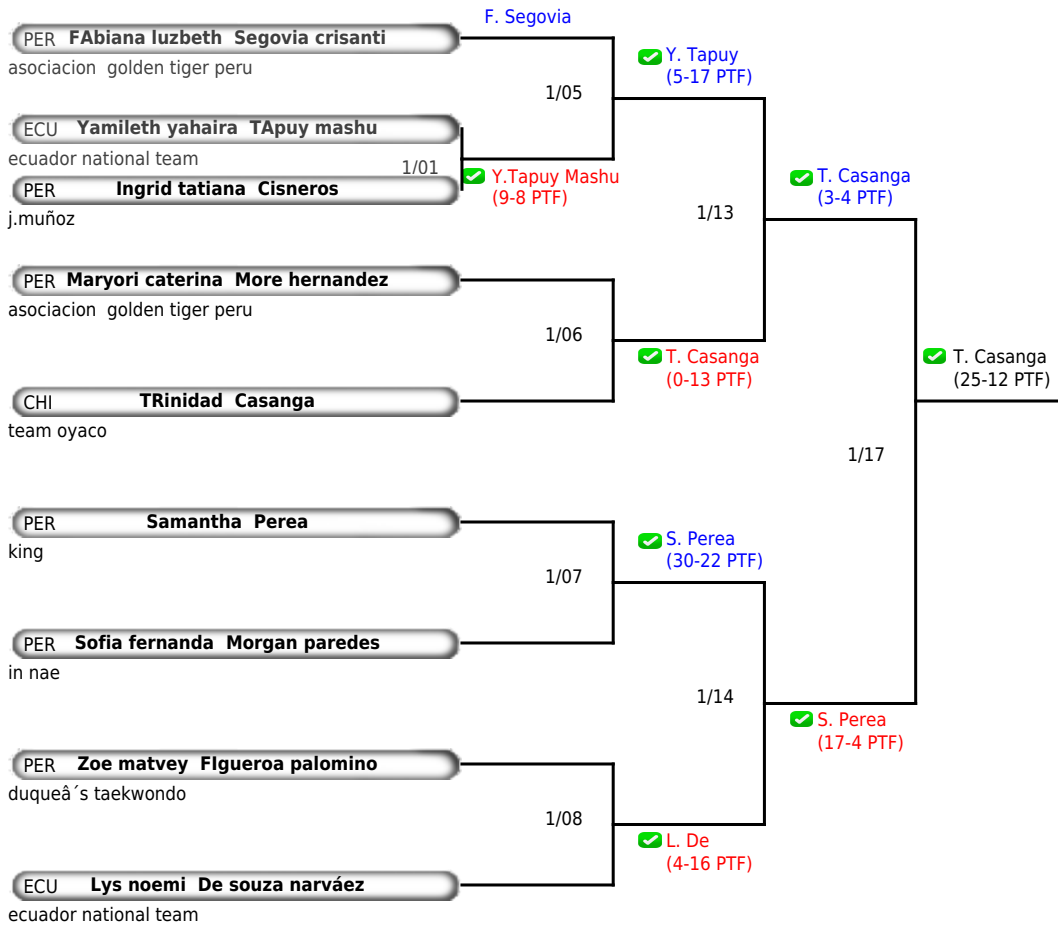 F. Segovia
PER FAbiana luzbeth Segovia crisanti
asociacion golden tiger peru
Y. Tapuy
(5-17 PTF)
1/05
ECU Yamileth yahaira TApuy mashu
ecuador national team
1/01
Y.Tapuy Mashu
(9-8 PTF)
PER Ingrid tatiana Cisneros
j.muñoz
T. Casanga
(3-4 PTF)
1/13
PER Maryori caterina More hernandez
asociacion golden tiger peru
1/06
T. Casanga
(0-13 PTF)
T. Casanga
(25-12 PTF)
CHI TRinidad Casanga
team oyaco
1/17
PER Samantha Perea
king
S. Perea
(30-22 PTF)
1/07
PER Sofia fernanda Morgan paredes
in nae
1/14
S. Perea
(17-4 PTF)
PER Zoe matvey FIgueroa palomino
duqueâ´s taekwondo
1/08
L. De
(4-16 PTF)
ECU Lys noemi De souza narváez
ecuador national team